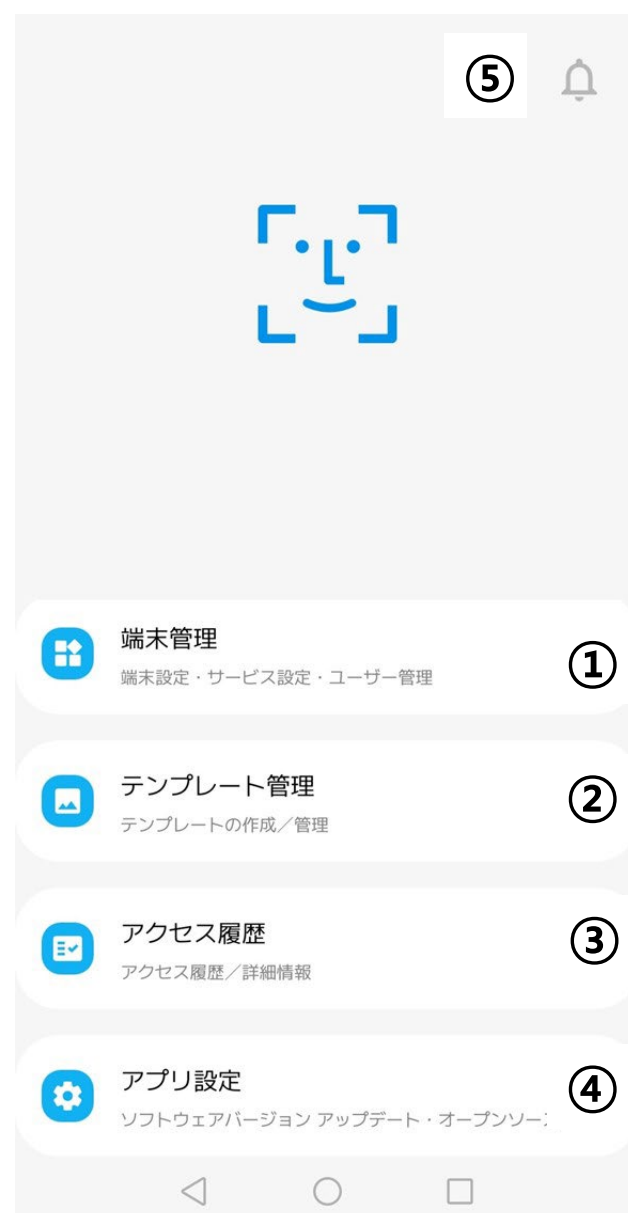 ⑤
端末管理
端末設定・サービス設定・ユーザー管理
①
テンプレート管理
テンプレートの作成／管理
②
アクセス履歴
アクセス履歴／詳細情報
③
アプリ設定
ソフトウェアバージョン アップデート・オープンソー
④